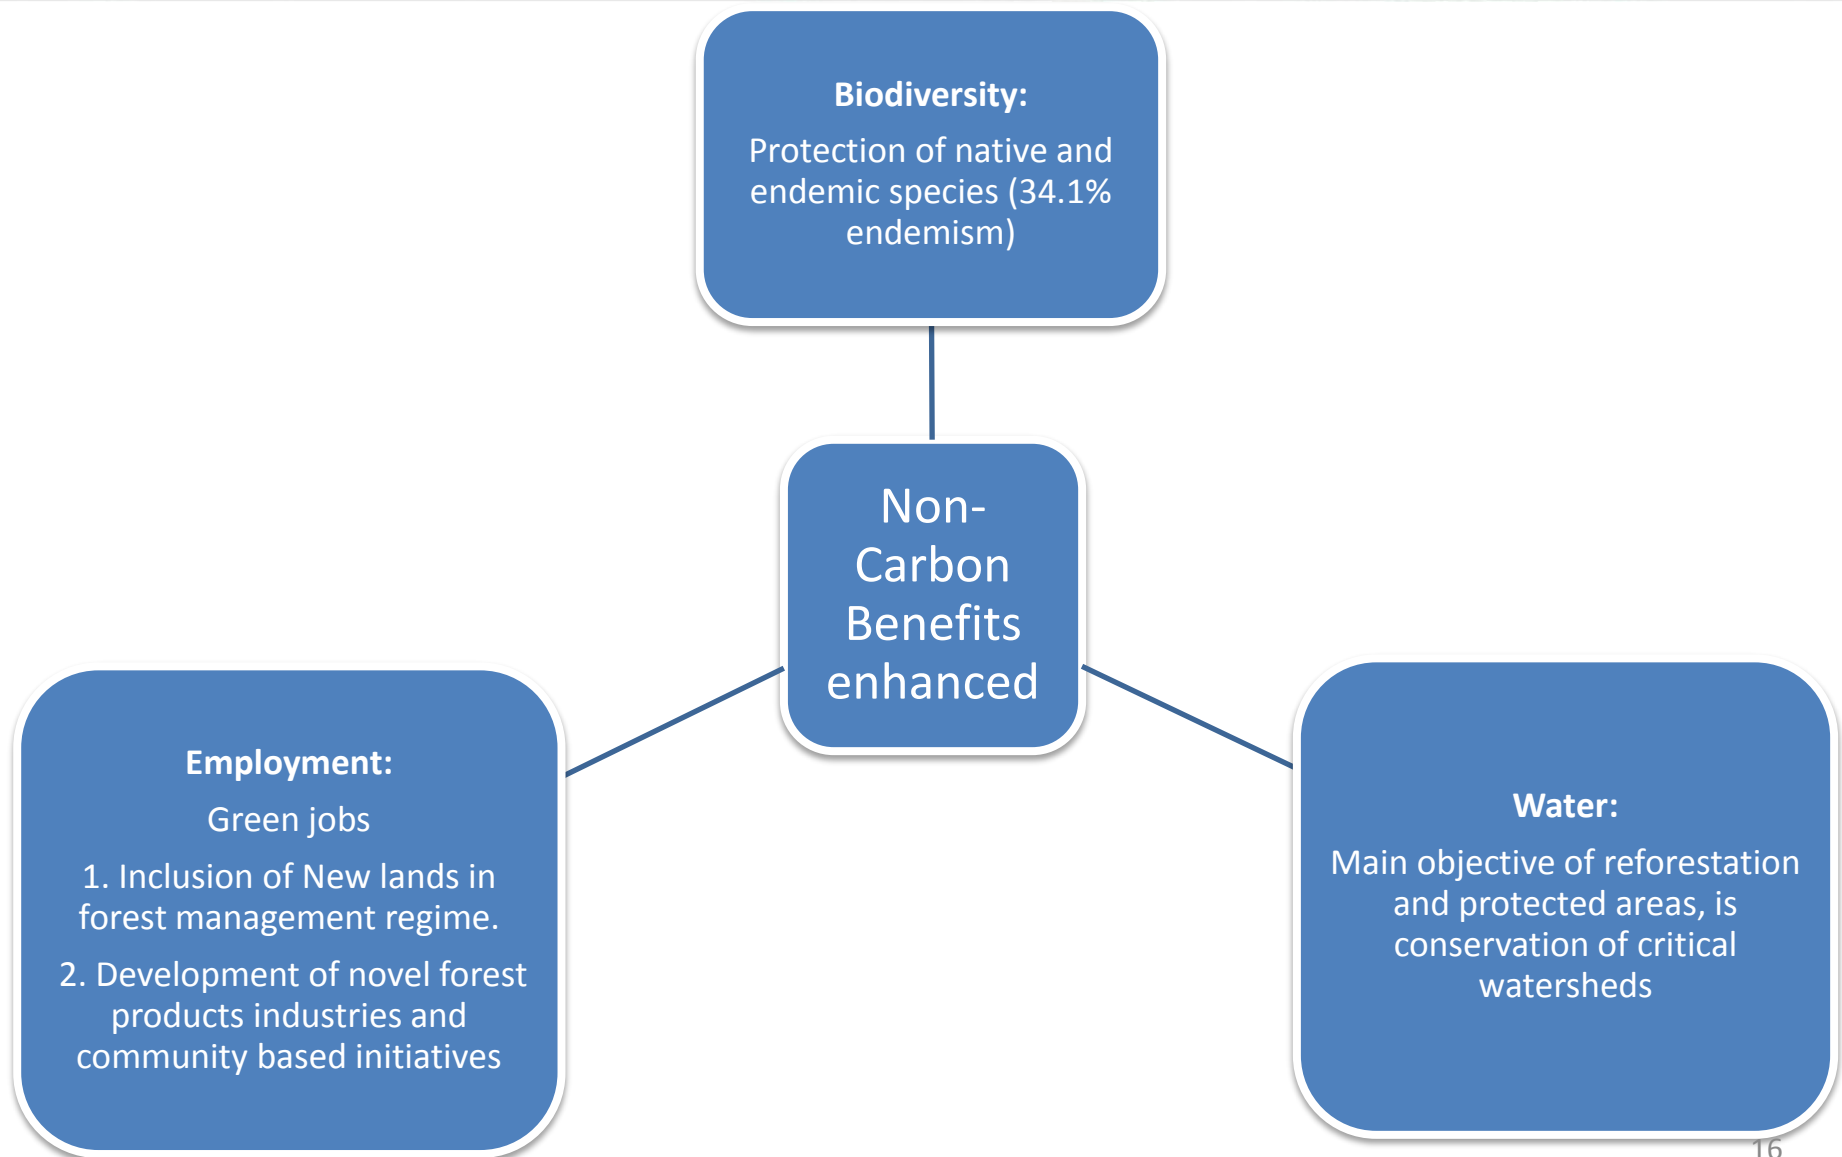 Biodiversity:
Protection of native and
endemic species (34.1%
endemism)
Non-
Carbon
Benefits
enhanced
Employment:
Green jobs
1. Inclusion of New lands in
forest management regime.
2. Development of novel forest
products industries and
community based initiatives
Water:
Main objective of reforestation
and protected areas, is
conservation of critical
watersheds
16